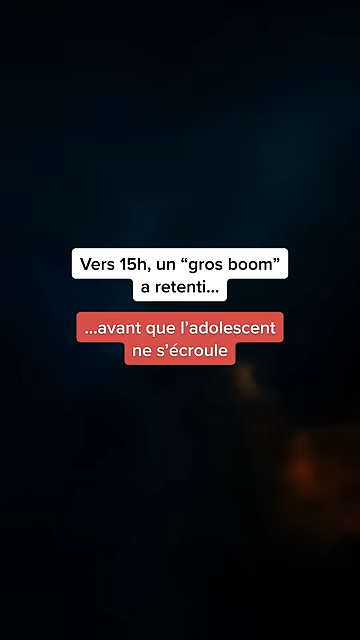 Vers 15h, un “gros boom”
a retenti...
...avant que l’adolescent
ne s’écroule